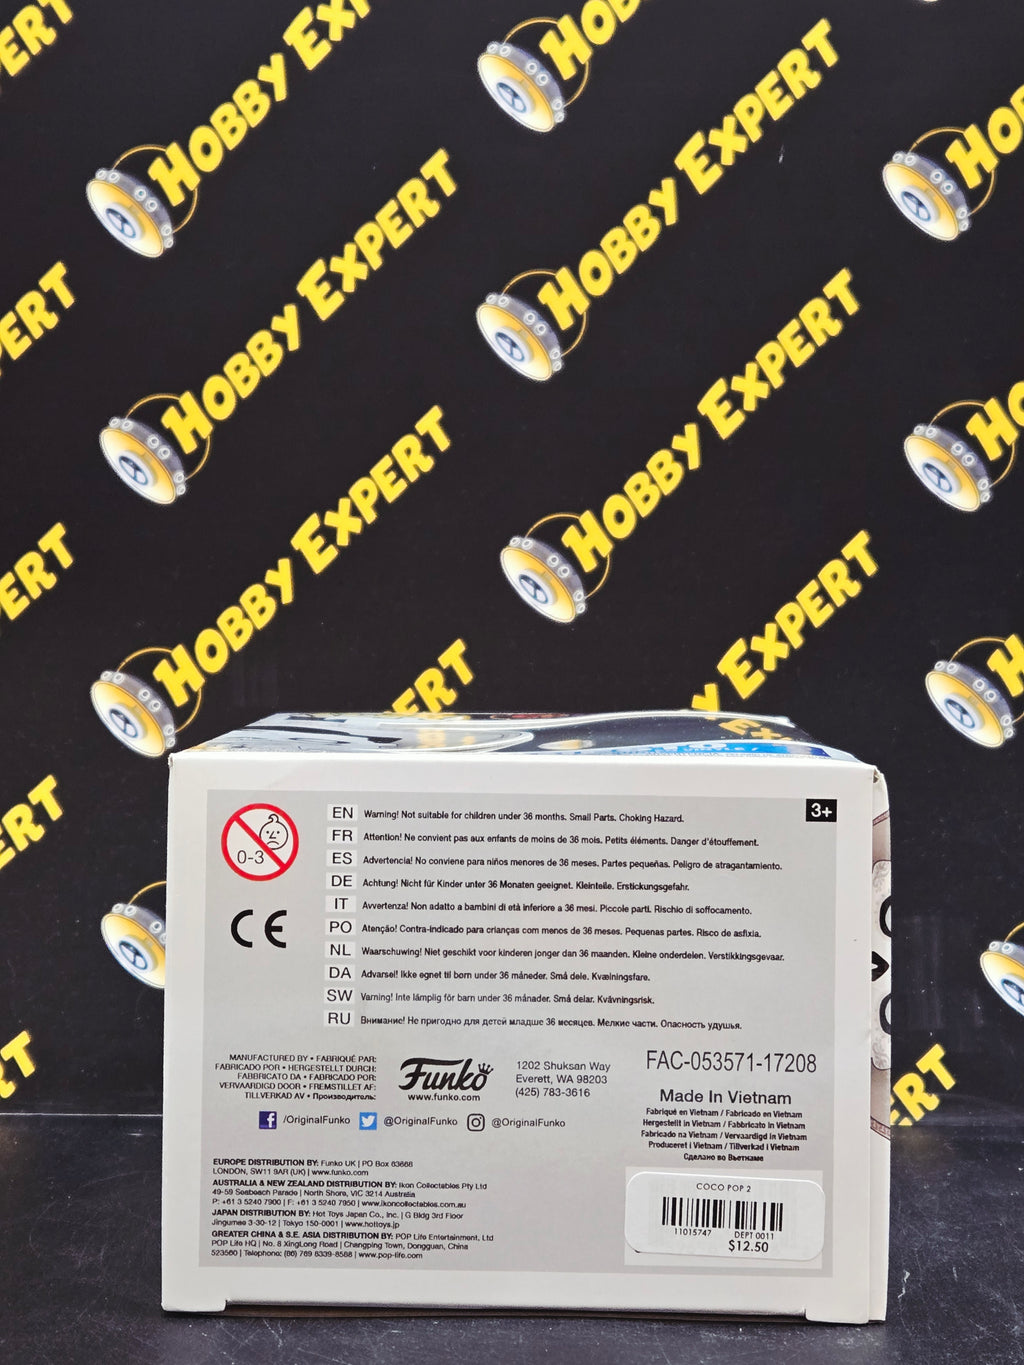 HOBBY EXPERT
HOBBY EXPERT
HOBBY EXPERT
HOBBY EXPERT
HOBBY EXPERT
HOBBY EXPERT
3+
0-3
CE
EN Warning! Not suitable for children under 36 months. Small Parts. Choking Hazard.
FR Attention! Ne convient pas aux enfants de moins de 36 mois. Petits éléments. Danger d'étouffement.
ES Advertencia! No conviene para niños menores de 36 meses. Partes pequeñas. Peligro de atragantamiento.
DE Achtung! Nicht für Kinder unter 36 Monaten geeignet. Kleinteile. Erstickungsgefahr.
IT Avvertenza! Non adatto a bambini di età inferiore a 36 mesi. Piccole parti. Rischio di soffocamento.
PO Atenção! Contra-indicado para crianças com menos de 36 meses. Pequenas partes. Risco de asfixia.
NL Waarschuwing! Niet geschikt voor kinderen jonger dan 36 maanden. Kleine onderdelen. Verstikkingsgevaar.
DA Advarsel! Ikke egnet til børn under 36 måneder. Små dele. Kvælningsfare.
SW Varning! Inte lämplig för barn under 36 månader. Små delar. Kvävningsrisk.
RU Внимание! Не пригодно для детей младше 36 месяцев. Мелкие части. Опасность удушья.
MANUFACTURED BY • FABRIQUÉ PAR:
FABRICADO POR • HERGESTELLT DURCH:
FABBRICATO DA • FABRICADO POR:
VERVAARDIGD DOOR • FREMSTILLET AF:
TILLVERKAD AV • Производитель:
Funko
www.funko.com
1202 Shuksan Way
Everett, WA 98203
(425) 783-3616
/OriginalFunko @OriginalFunko @OriginalFunko
FAC-053571-17208
Made In Vietnam
Fabriqué en Vietnam / Fabricado en Vietnam
Hergestellt in Vietnam / Fabbricato in Vietnam
Fabricado na Vietnam / Vervaardigd in Vietnam
Produceret i Vietnam / Tillverkad i Vietnam
Сделано во Вьетнаме
EUROPE DISTRIBUTION BY: Funko UK | PO Box 63668
LONDON, SW11 9AR (UK) | www.funko.com
AUSTRALIA & NEW ZEALAND DISTRIBUTION BY: Ikon Collectables Pty Ltd
49-59 Seabeach Parade | North Shore, VIC 3214 Australia
P: +61 3 5240 7900 | F: +61 3 5240 7950 | www.ikoncollectables.com.au
JAPAN DISTRIBUTION BY: Hot Toys Japan Co., Inc. | G Bldg 3rd Floor
Jingumae 3-30-12 | Tokyo 150-0001 | www.hottoys.jp
GREATER CHINA & S.E. ASIA DISTRIBUTION BY: POP Life Entertainment, Ltd
POP Life HQ | No. 8 XingLong Road | Changping Town, Dongguan, China
523560 | Telephone: (86) 769 8339-8588 | www.pop-life.com
COCO POP 2
11015747 DEPT 0011
$12.50